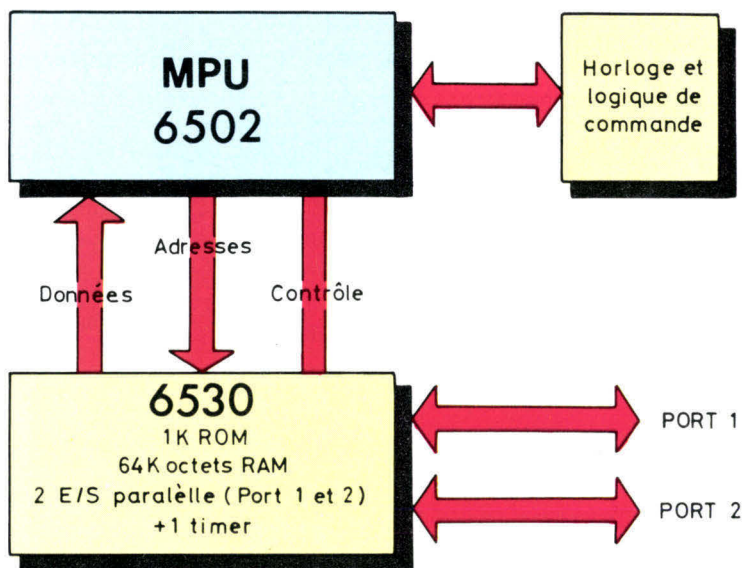 MPU
6502
Horloge et
logique de
commande
Adresses
Données
Contrôle
6530
1K ROM
64K octets RAM
2 E/S paralèlle (Port 1 et 2)
+1 timer
PORT 1
PORT 2